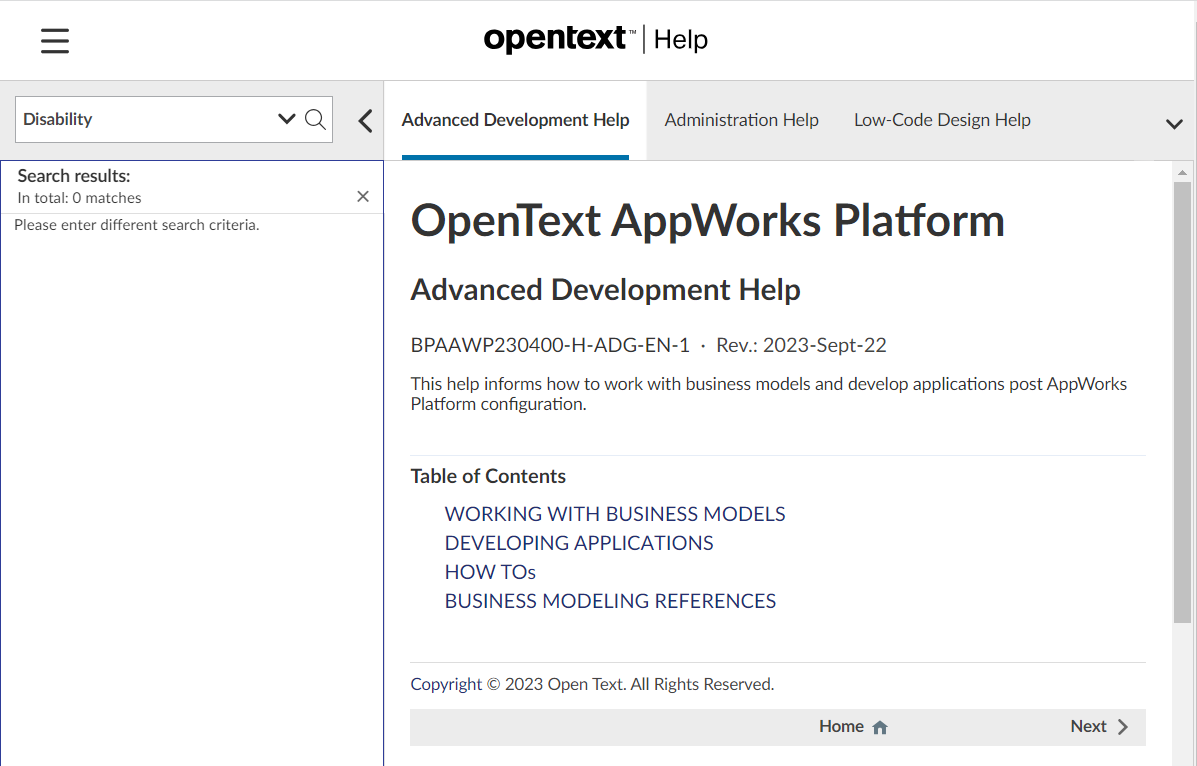 opentext™ | Help
Disability
Advanced Development Help
Administration Help
Low-Code Design Help
Search results:
In total: 0 matches
Please enter different search criteria.
OpenText AppWorks Platform
Advanced Development Help
BPAAWP230400-H-ADG-EN-1 · Rev.: 2023-Sept-22
This help informs how to work with business models and develop applications post AppWorks
Platform configuration.
Table of Contents
WORKING WITH BUSINESS MODELS
DEVELOPING APPLICATIONS
HOW TOs
BUSINESS MODELING REFERENCES
Copyright © 2023 Open Text. All Rights Reserved.
Home
Next